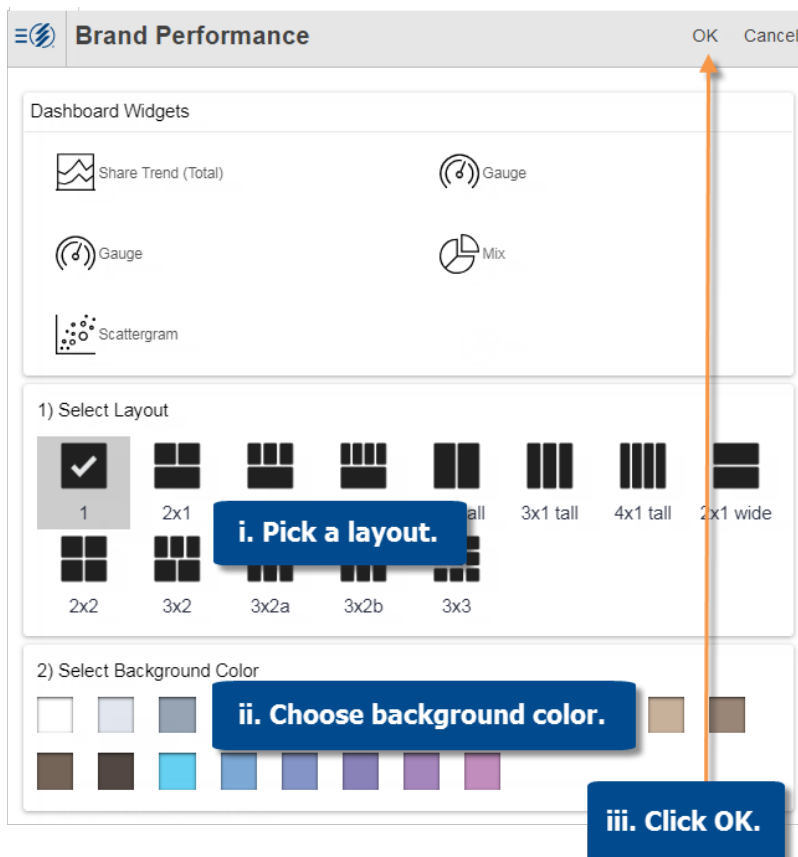 Brand Performance
OK Cancel
Dashboard Widgets
Share Trend (Total)
Gauge
Gauge
Mix
Scattergram
1) Select Layout
1
2x1
all
3x1 tall
4x1 tall
2x1 wide
i. Pick a layout.
2x2
3x2
3x2a
3x2b
3x3
2) Select Background Color
ii. Choose background color.
iii. Click OK.